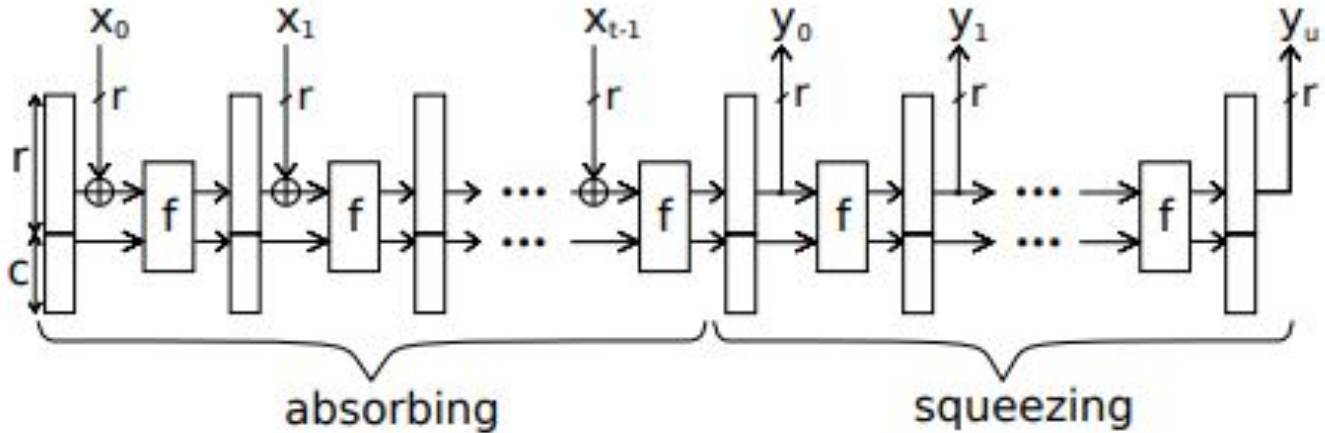 x₀ x₁ xₜ₋₁ y₀ y₁ yᵤ
r r r r r r
r
f f f f f
c
... ... ... ...
absorbing squeezing